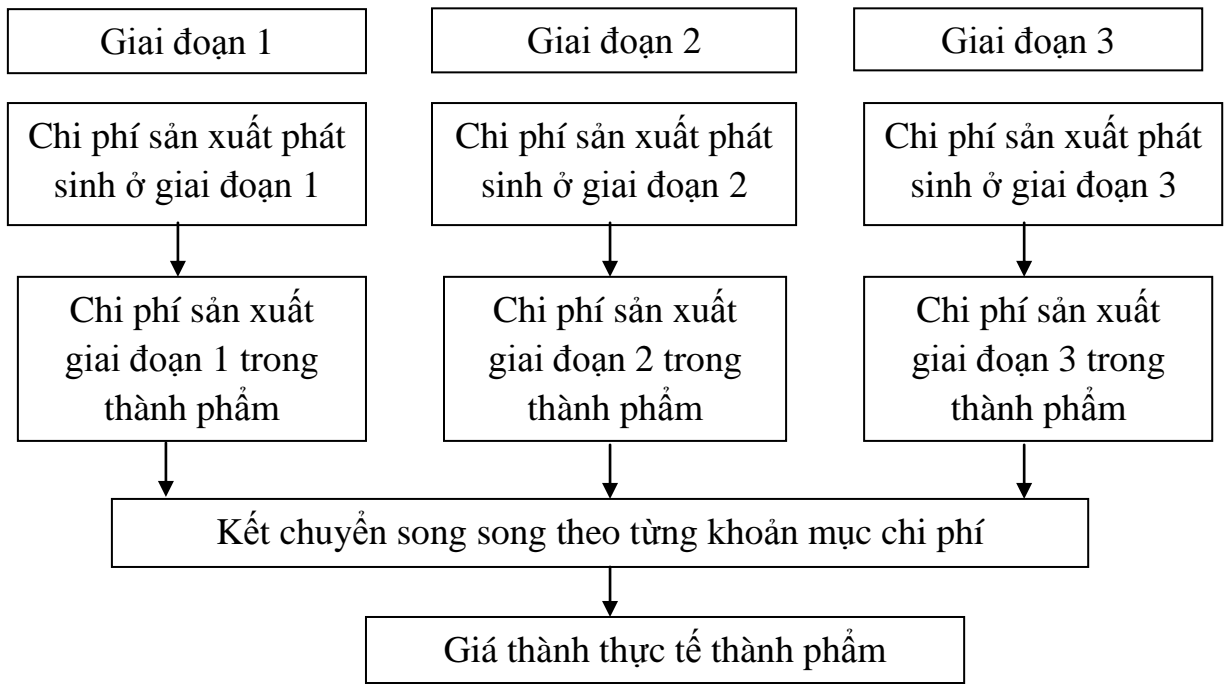 Giai đoạn 1
Giai đoạn 2
Giai đoạn 3
Chi phí sản xuất phát
sinh ở giai đoạn 1
Chi phí sản xuất phát
sinh ở giai đoạn 2
Chi phí sản xuất phát
sinh ở giai đoạn 3
Chi phí sản xuất
giai đoạn 1 trong
thành phẩm
Chi phí sản xuất
giai đoạn 2 trong
thành phẩm
Chi phí sản xuất
giai đoạn 3 trong
thành phẩm
Kết chuyển song song theo từng khoản mục chi phí
Giá thành thực tế thành phẩm